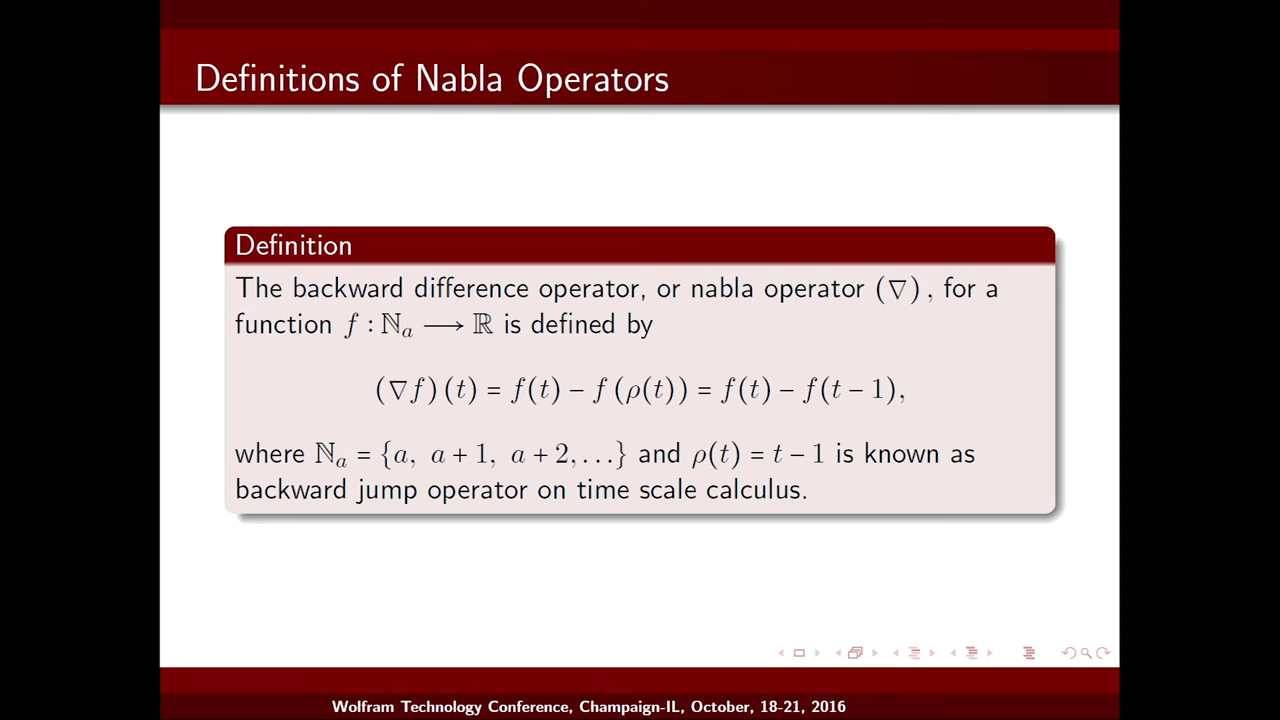 Definitions of Nabla Operators
Definition
The backward difference operator, or nabla operator (∇), for a
function f : ℕₐ ⟶ ℝ is defined by
(∇f)(t) = f(t) − f(ρ(t)) = f(t) − f(t − 1),
where ℕₐ = {a, a + 1, a + 2, . . .} and ρ(t) = t − 1 is known as
backward jump operator on time scale calculus.
Wolfram Technology Conference, Champaign-IL, October, 18-21, 2016